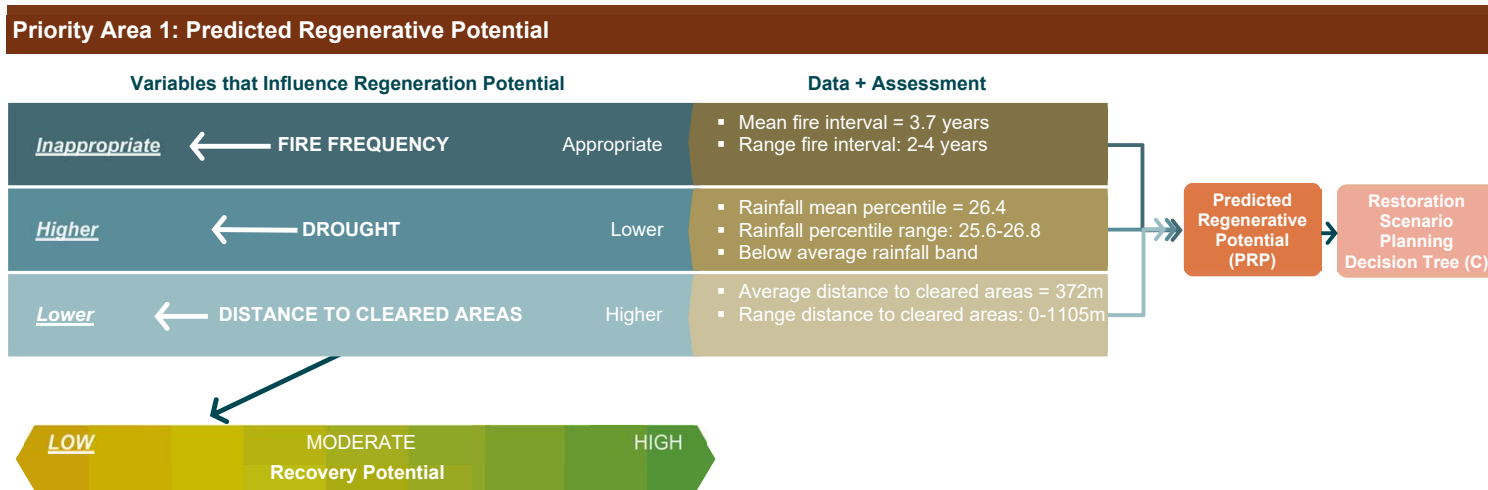 Priority Area 1: Predicted Regenerative Potential
Variables that Influence Regeneration Potential
Data + Assessment
Inappropriate
FIRE FREQUENCY
Appropriate
▪ Mean fire interval = 3.7 years
▪ Range fire interval: 2-4 years
Higher
DROUGHT
Lower
▪ Rainfall mean percentile = 26.4
▪ Rainfall percentile range: 25.6-26.8
▪ Below average rainfall band
Lower
DISTANCE TO CLEARED AREAS
Higher
▪ Average distance to cleared areas = 372m
▪ Range distance to cleared areas: 0-1105m
Predicted
Regenerative
Potential
(PRP)
Restoration
Scenario
Planning
Decision Tree (C)
LOW
MODERATE
HIGH
Recovery Potential